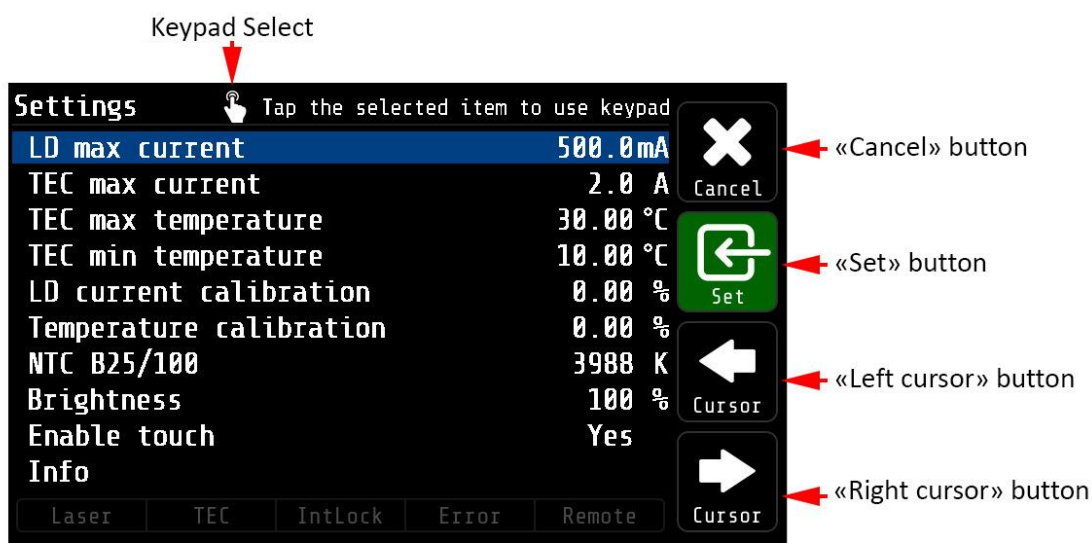 Keypad Select
Settings Tap the selected item to use keypad
LD max current 500.0mA
TEC max current 2.0 A
TEC max temperature 30.00 °C
TEC min temperature 10.00 °C
LD current calibration 0.00 %
Temperature calibration 0.00 %
NTC B25/100 3988 K
Brightness 100 %
Enable touch Yes
Info
Laser TEC IntLock Error Remote
Cancel
Set
Cursor
Cursor
«Cancel» button
«Set» button
«Left cursor» button
«Right cursor» button